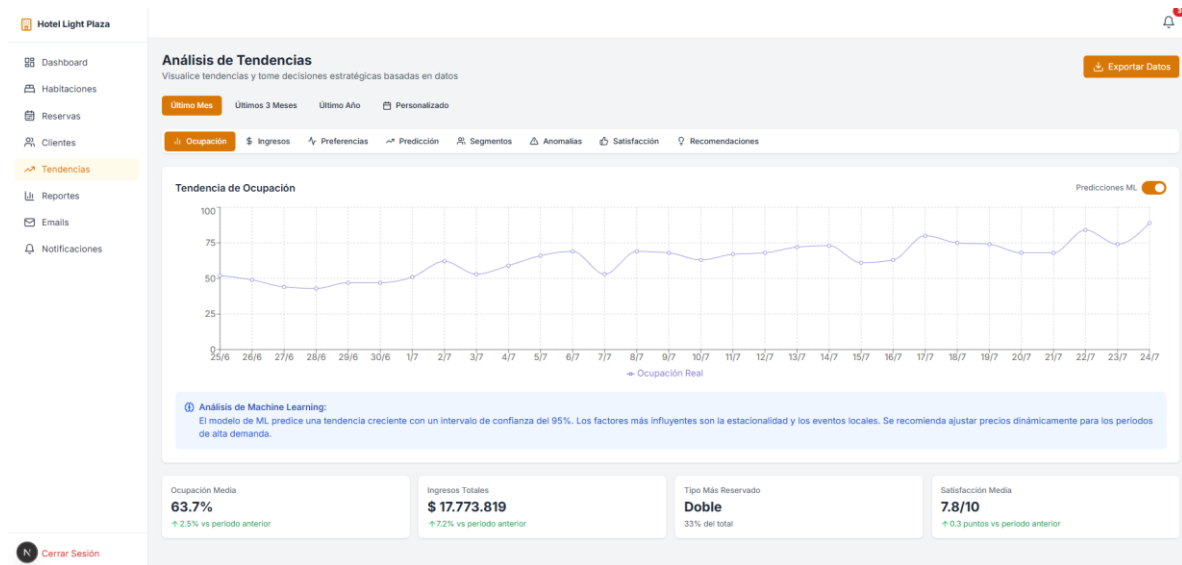 Hotel Light Plaza
3
Dashboard
Habitaciones
Reservas
Clientes
Tendencias
Reportes
Emails
Notificaciones
N
Cerrar Sesión
Análisis de Tendencias
Visualice tendencias y tome decisiones estratégicas basadas en datos
Exportar Datos
Último Mes Últimos 3 Meses Último Año Personalizado
Ocupación Ingresos Preferencias Predicción Segmentos Anomalías Satisfacción Recomendaciones
Tendencia de Ocupación
Predicciones ML
100
75
50
25
0
25/6 26/6 27/6 28/6 29/6 30/6 1/7 2/7 3/7 4/7 5/7 6/7 7/7 8/7 9/7 10/7 11/7 12/7 13/7 14/7 15/7 16/7 17/7 18/7 19/7 20/7 21/7 22/7 23/7 24/7
Ocupación Real
Análisis de Machine Learning:
El modelo de ML predice una tendencia creciente con un intervalo de confianza del 95%. Los factores más influyentes son la estacionalidad y los eventos locales. Se recomienda ajustar precios dinámicamente para los periodos
de alta demanda.
Ocupación Media
63.7%
↑ 2.5% vs periodo anterior
Ingresos Totales
$ 17.773.819
↑ 7.2% vs periodo anterior
Tipo Más Reservado
Doble
33% del total
Satisfacción Media
7.8/10
↑ 0.3 puntos vs periodo anterior